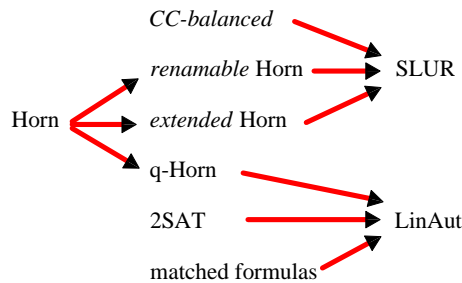 CC-balanced
renamable Horn
SLUR
Horn
extended Horn
q-Horn
2SAT
LinAut
matched formulas